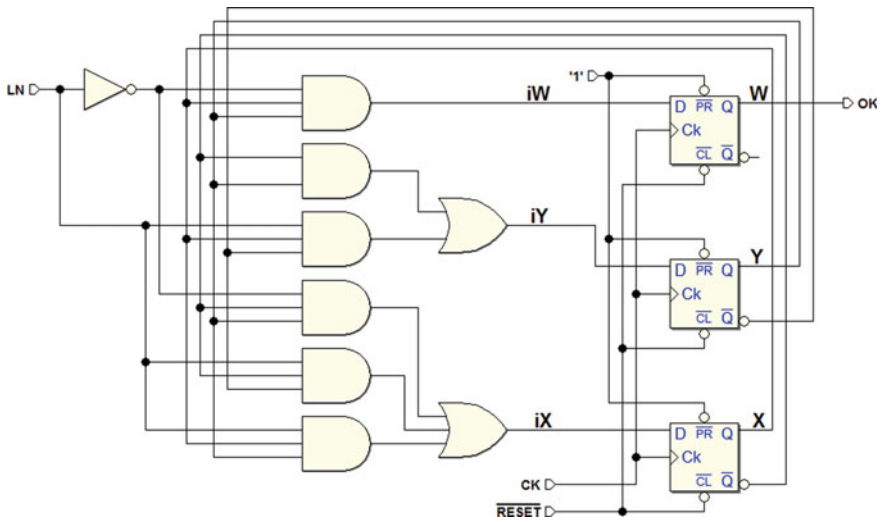 LN
'1'
iW
W
OK
D PR Q
Ck
CL Q
iY
Y
D PR Q
Ck
CL Q
iX
X
D PR Q
Ck
CL Q
CK
RESET